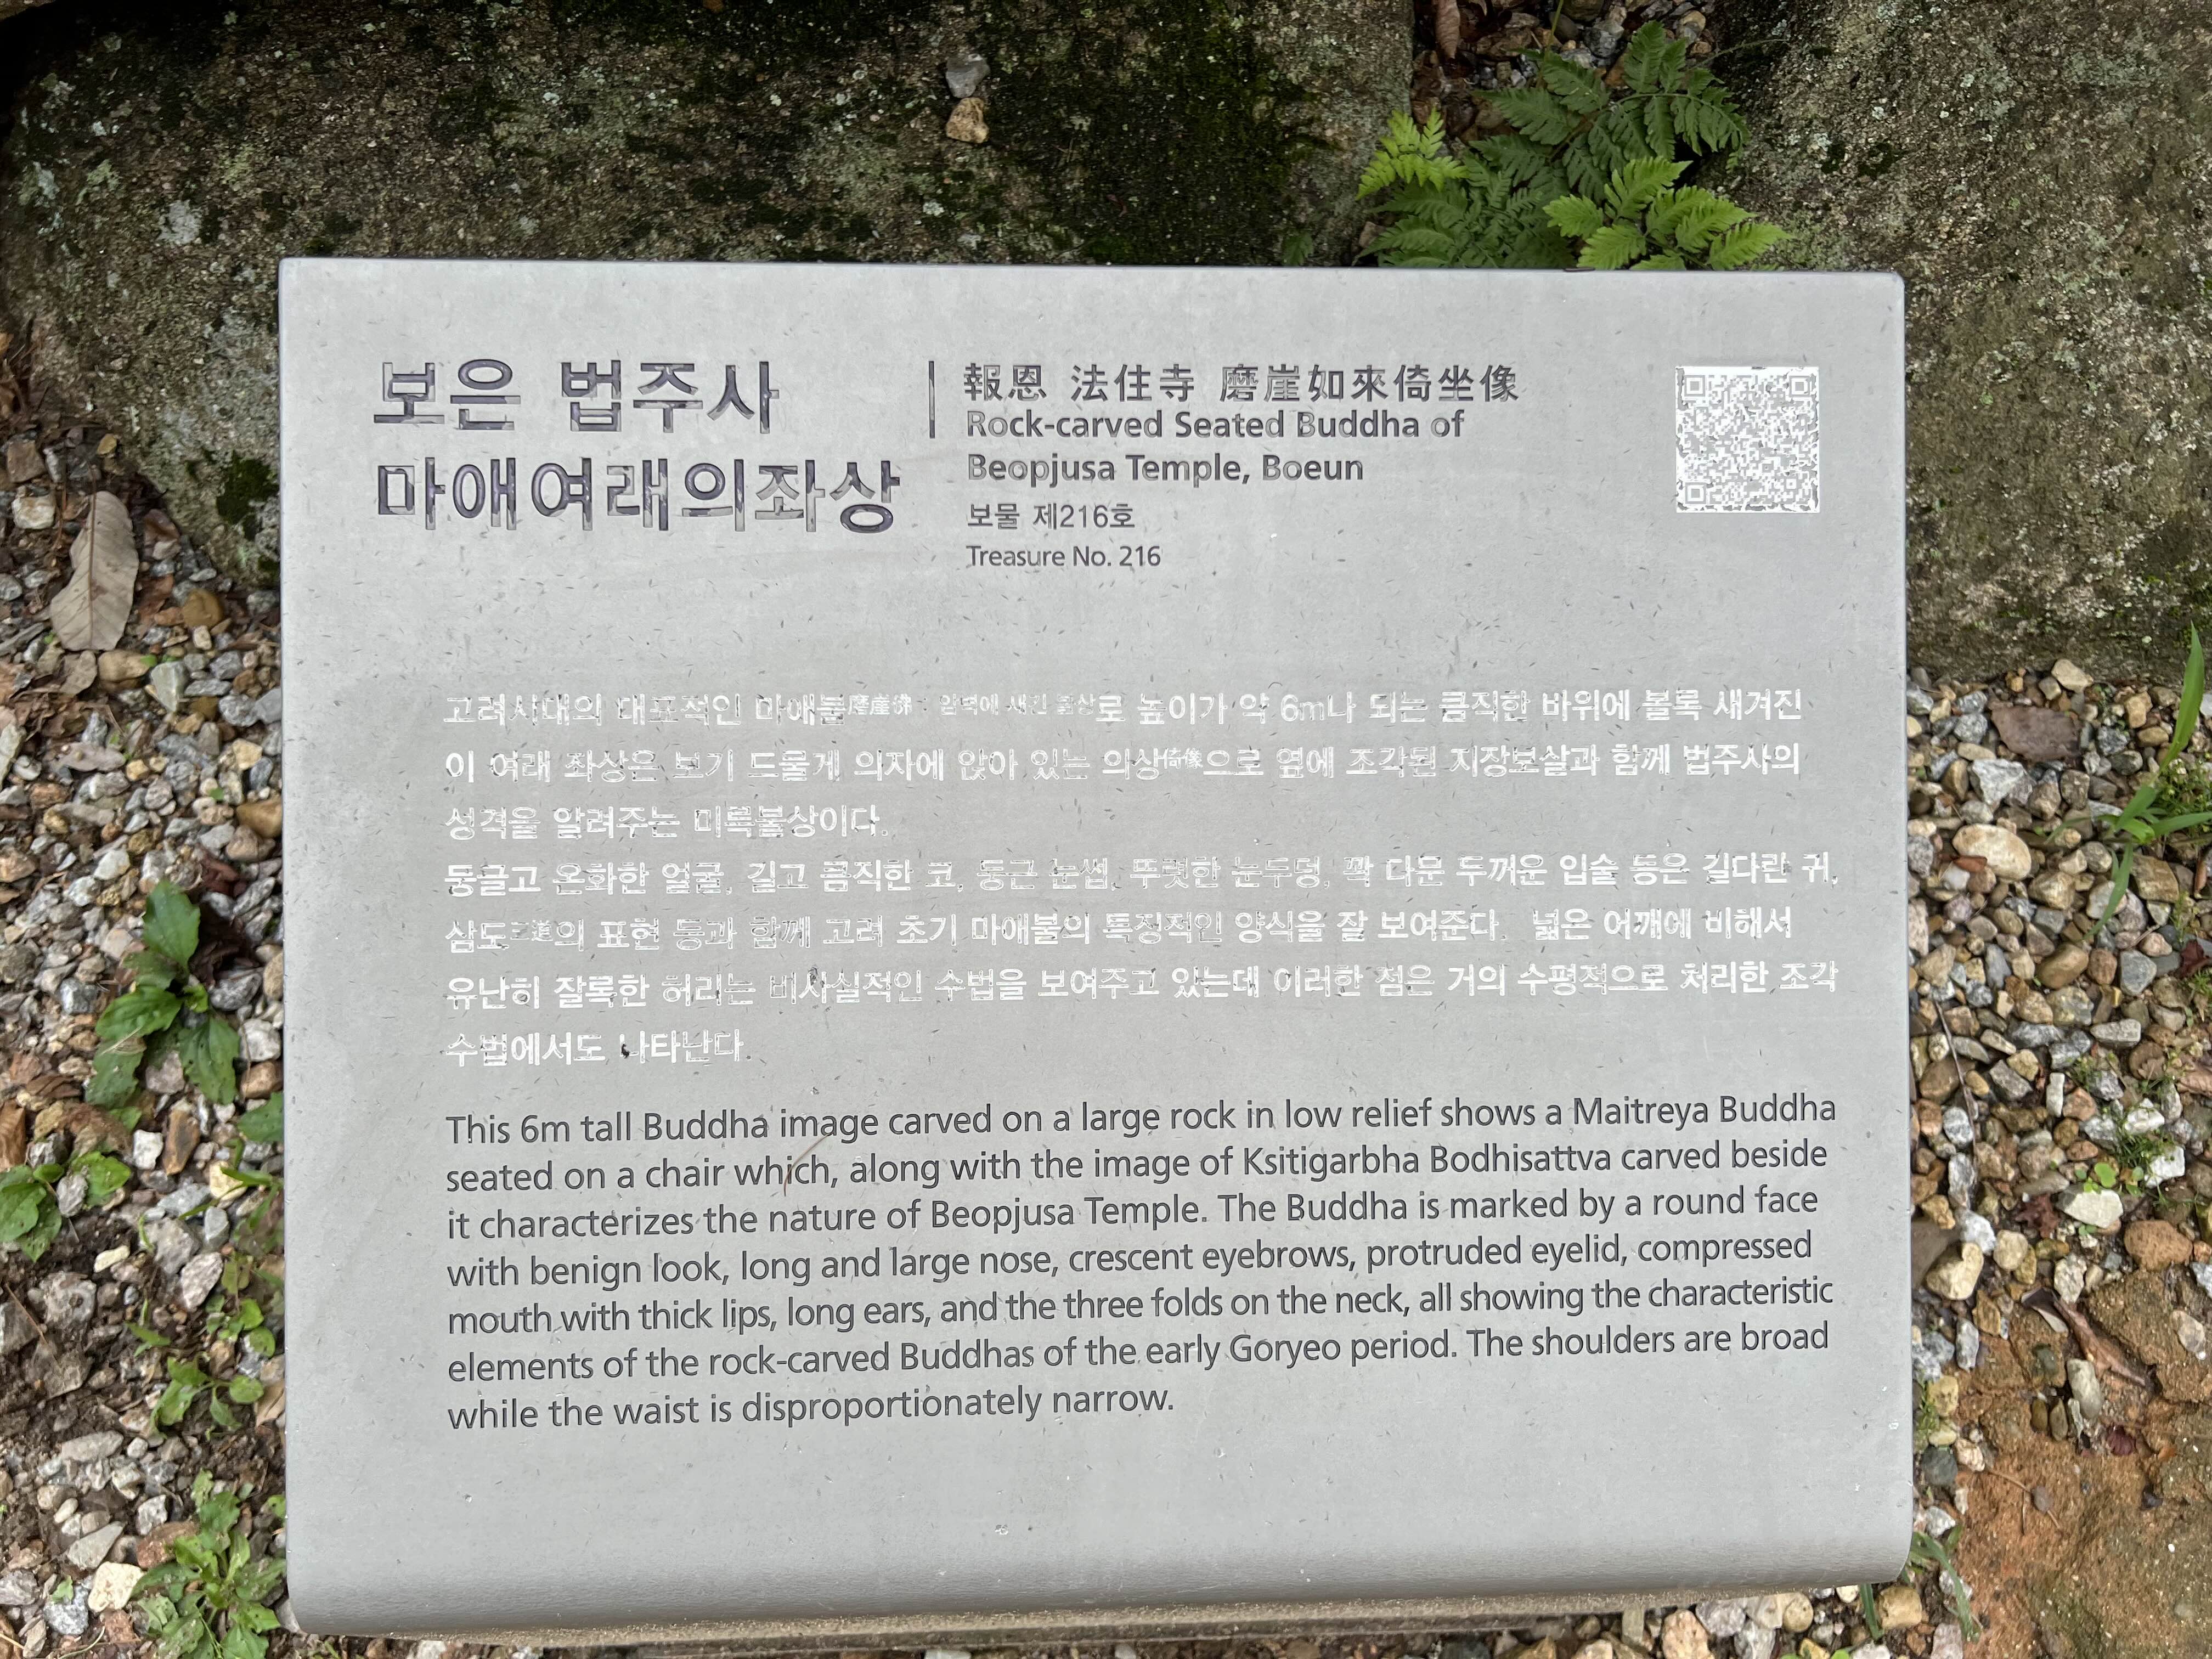 보은 법주사
마애여래의좌상
報恩 法住寺 磨崖如來倚坐像
Rock-carved Seated Buddha of
Beopjusa Temple, Boeun
보물 제216호
Treasure No. 216
고려시대의 대표적인 마애불磨崖佛 : 암벽에 새긴 불상로 높이가 약 6m나 되는 큼직한 바위에 볼록 새겨진
이 여래 좌상은 보기 드물게 의자에 앉아 있는 의상倚像으로 옆에 조각된 지장보살과 함께 법주사의
성격을 알려주는 미륵불상이다.
둥글고 온화한 얼굴, 길고 큼직한 코, 둥근 눈썹, 뚜렷한 눈두덩, 꽉 다문 두꺼운 입술 등은 길다란 귀,
삼도三道의 표현 등과 함께 고려 초기 마애불의 특징적인 양식을 잘 보여준다. 넓은 어깨에 비해서
유난히 잘록한 허리는 비사실적인 수법을 보여주고 있는데 이러한 점은 거의 수평적으로 처리한 조각
수법에서도 나타난다.
This 6m tall Buddha image carved on a large rock in low relief shows a Maitreya Buddha
seated on a chair which, along with the image of Ksitigarbha Bodhisattva carved beside
it characterizes the nature of Beopjusa Temple. The Buddha is marked by a round face
with benign look, long and large nose, crescent eyebrows, protruded eyelid, compressed
mouth with thick lips, long ears, and the three folds on the neck, all showing the characteristic
elements of the rock-carved Buddhas of the early Goryeo period. The shoulders are broad
while the waist is disproportionately narrow.